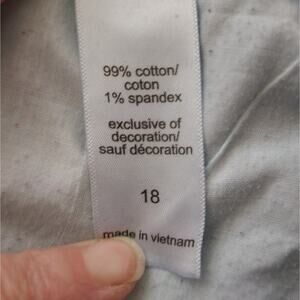 99% cotton/
coton
1% spandex
exclusive of
decoration/
sauf décoration
18
made in vietnam